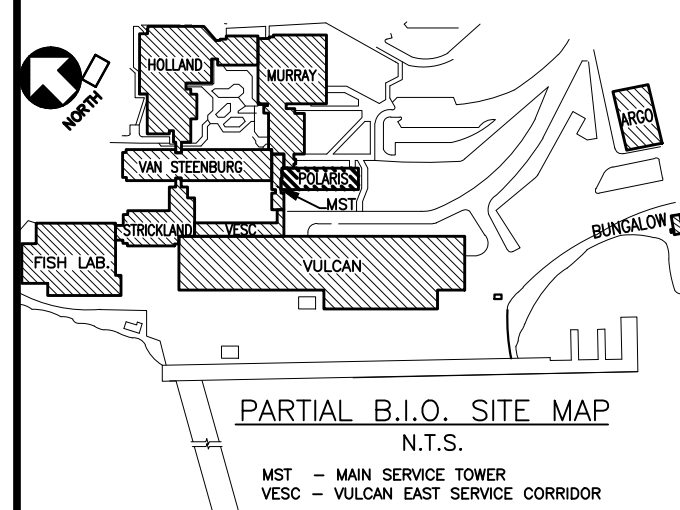 HOLLAND
MURRAY
NORTH
ARGO
VAN STEENBURG
POLARIS
MST
STRICKLAND
VESC
BUNGALOW
FISH LAB.
VULCAN
PARTIAL B.I.O. SITE MAP
N.T.S.
MST – MAIN SERVICE TOWER
VESC – VULCAN EAST SERVICE CORRIDOR